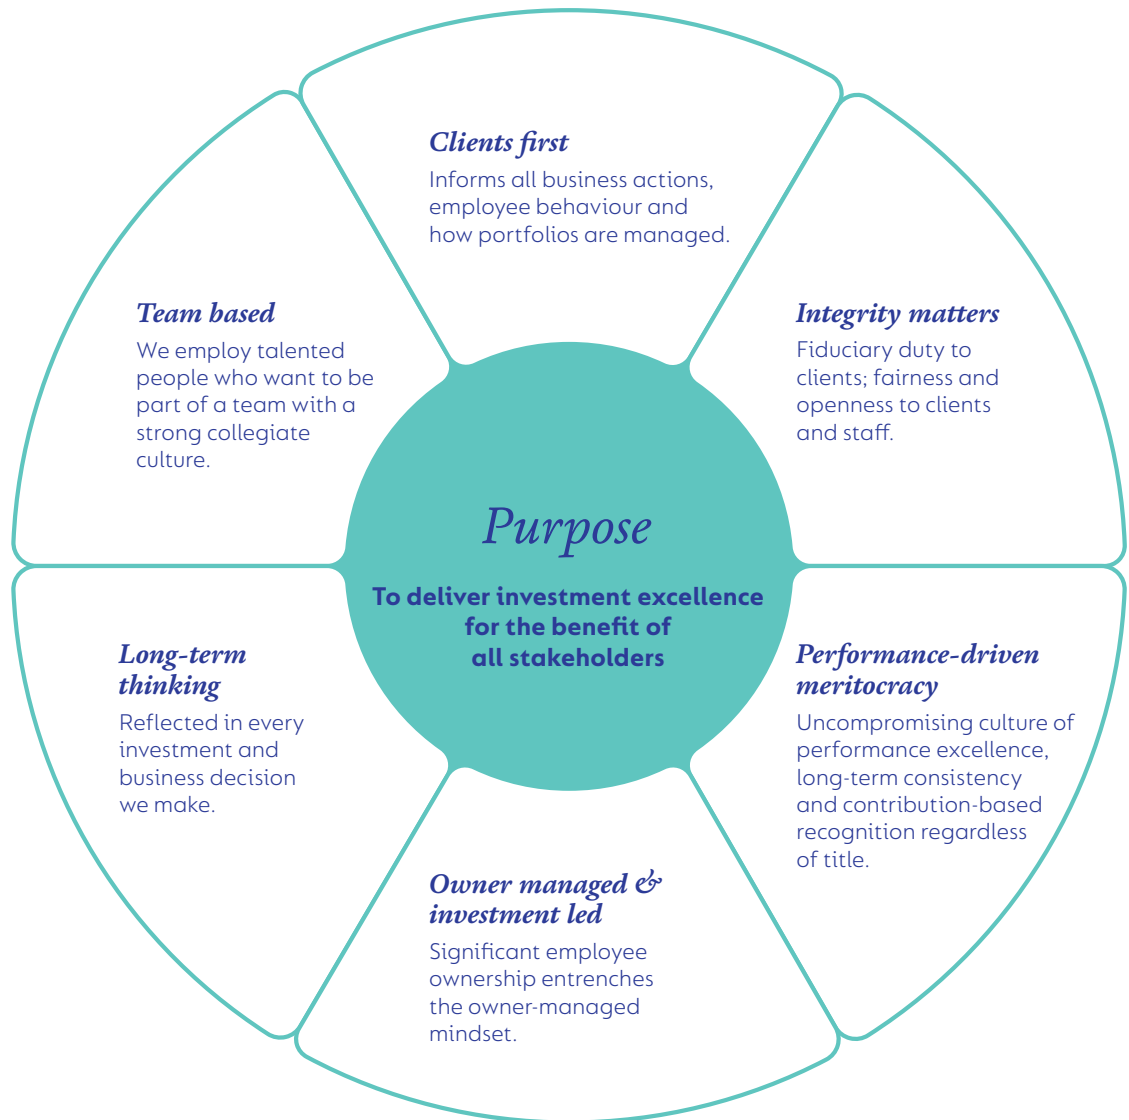 Clients first
Informs all business actions,
employee behaviour and
how portfolios are managed.
Team based
We employ talented
people who want to be
part of a team with a
strong collegiate
culture.
Integrity matters
Fiduciary duty to
clients; fairness and
openness to clients
and staff.
Purpose
To deliver investment excellence
for the benefit of
all stakeholders
Long-term
thinking
Reflected in every
investment and
business decision
we make.
Performance-driven
meritocracy
Uncompromising culture of
performance excellence,
long-term consistency
and contribution-based
recognition regardless
of title.
Owner managed &
investment led
Significant employee
ownership entrenches
the owner-managed
mindset.